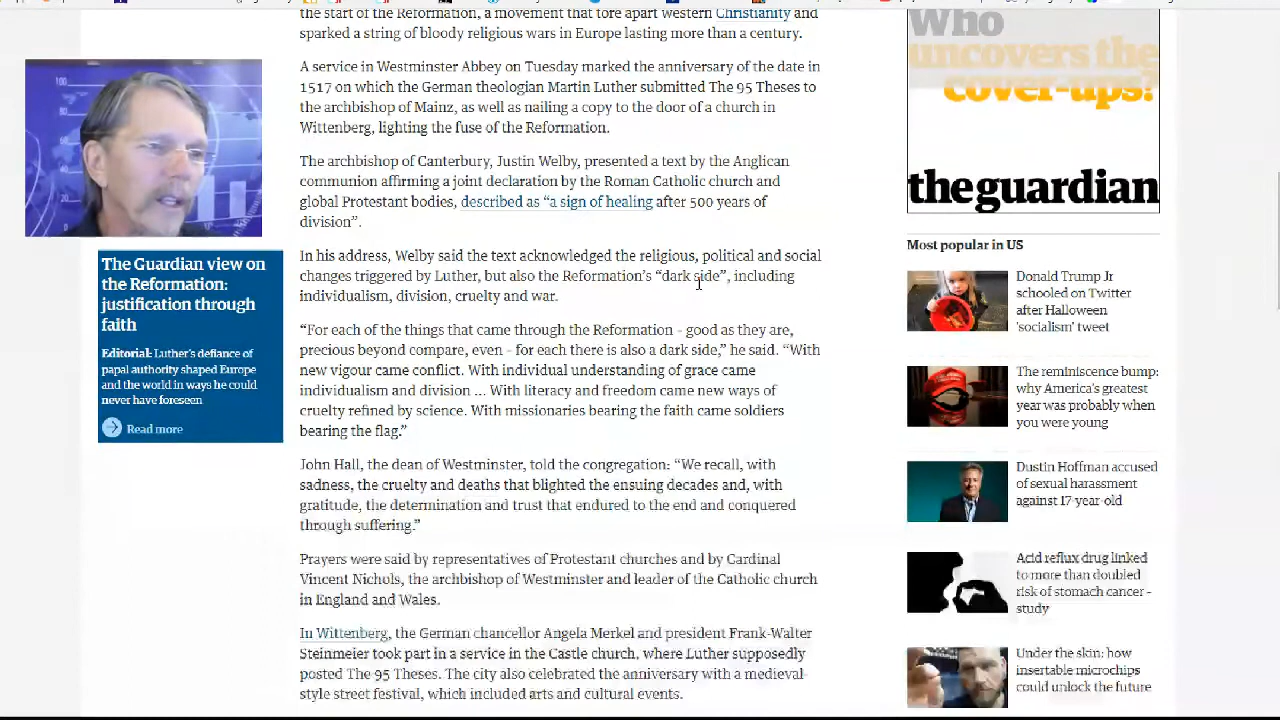 the start of the Reformation, a movement that tore apart western Christianity and
sparked a string of bloody religious wars in Europe lasting more than a century.
A service in Westminster Abbey on Tuesday marked the anniversary of the date in
1517 on which the German theologian Martin Luther submitted The 95 Theses to
the archbishop of Mainz, as well as nailing a copy to the door of a church in
Wittenberg, lighting the fuse of the Reformation.
The archbishop of Canterbury, Justin Welby, presented a text by the Anglican
communion affirming a joint declaration by the Roman Catholic church and
global Protestant bodies, described as “a sign of healing after 500 years of
division”.
In his address, Welby said the text acknowledged the religious, political and social
changes triggered by Luther, but also the Reformation’s “dark side”, including
individualism, division, cruelty and war.
“For each of the things that came through the Reformation - good as they are,
precious beyond compare, even - for each there is also a dark side,” he said. “With
new vigour came conflict. With individual understanding of grace came
individualism and division ... With literacy and freedom came new ways of
cruelty refined by science. With missionaries bearing the faith came soldiers
bearing the flag.”
John Hall, the dean of Westminster, told the congregation: “We recall, with
sadness, the cruelty and deaths that blighted the ensuing decades and, with
gratitude, the determination and trust that endured to the end and conquered
through suffering.”
Prayers were said by representatives of Protestant churches and by Cardinal
Vincent Nichols, the archbishop of Westminster and leader of the Catholic church
in England and Wales.
In Wittenberg, the German chancellor Angela Merkel and president Frank-Walter
Steinmeier took part in a service in the Castle church, where Luther supposedly
posted The 95 Theses. The city also celebrated the anniversary with a medieval-
style street festival, which included arts and cultural events.
The Guardian view on
the Reformation:
justification through
faith
Editorial: Luther’s defiance of
papal authority shaped Europe
and the world in ways he could
never have foreseen
Read more
Who
uncovers the
cover-ups?
theguardian
Most popular in US
Donald Trump Jr
schooled on Twitter
after Halloween
'socialism' tweet
The reminiscence bump:
why America's greatest
year was probably when
you were young
Dustin Hoffman accused
of sexual harassment
against 17-year-old
Acid reflux drug linked
to more than doubled
risk of stomach cancer -
study
Under the skin: how
insertable microchips
could unlock the future